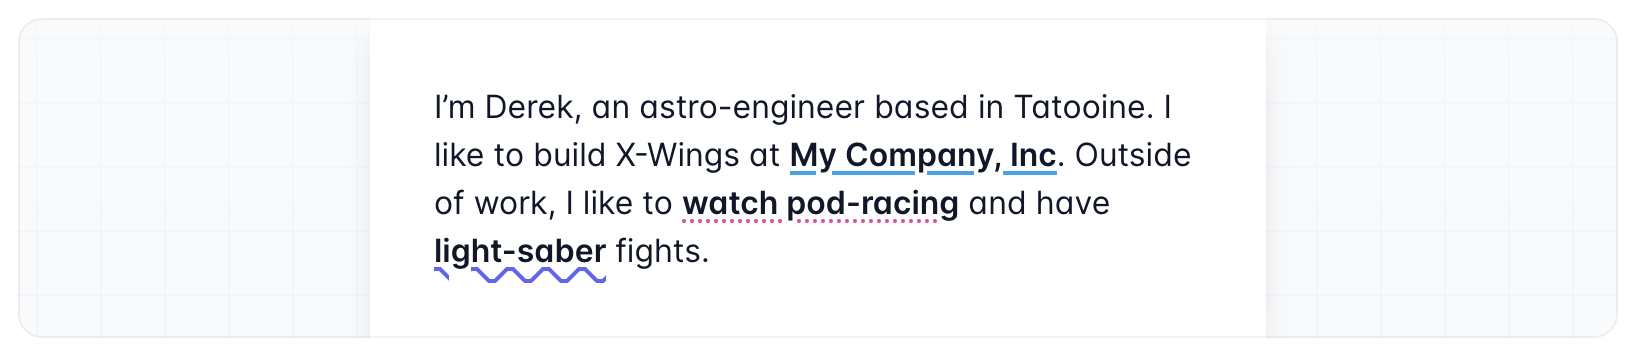 I’m Derek, an astro-engineer based in Tatooine. I
like to build X-Wings at My Company, Inc. Outside
of work, I like to watch pod-racing and have
light-saber fights.